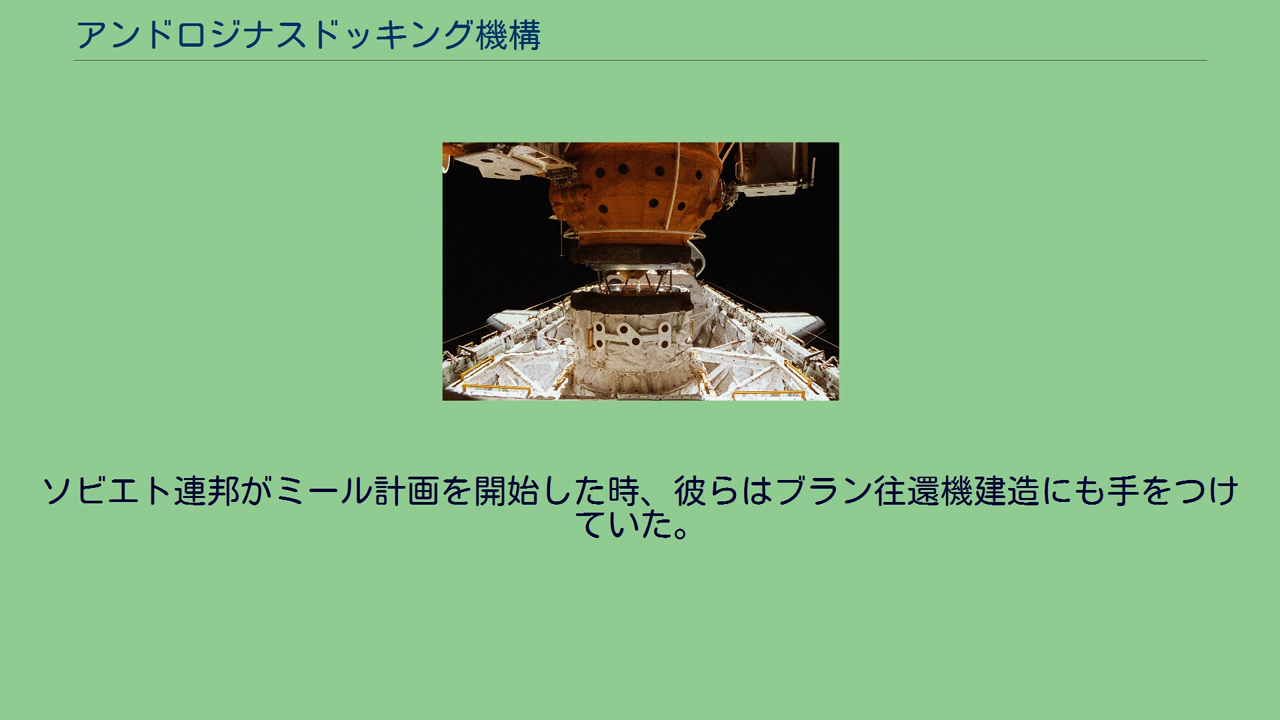 アンドロジナスドッキング機構
ソビエト連邦がミール計画を開始した時、彼らはブラン往還機建造にも手をつけ
ていた。